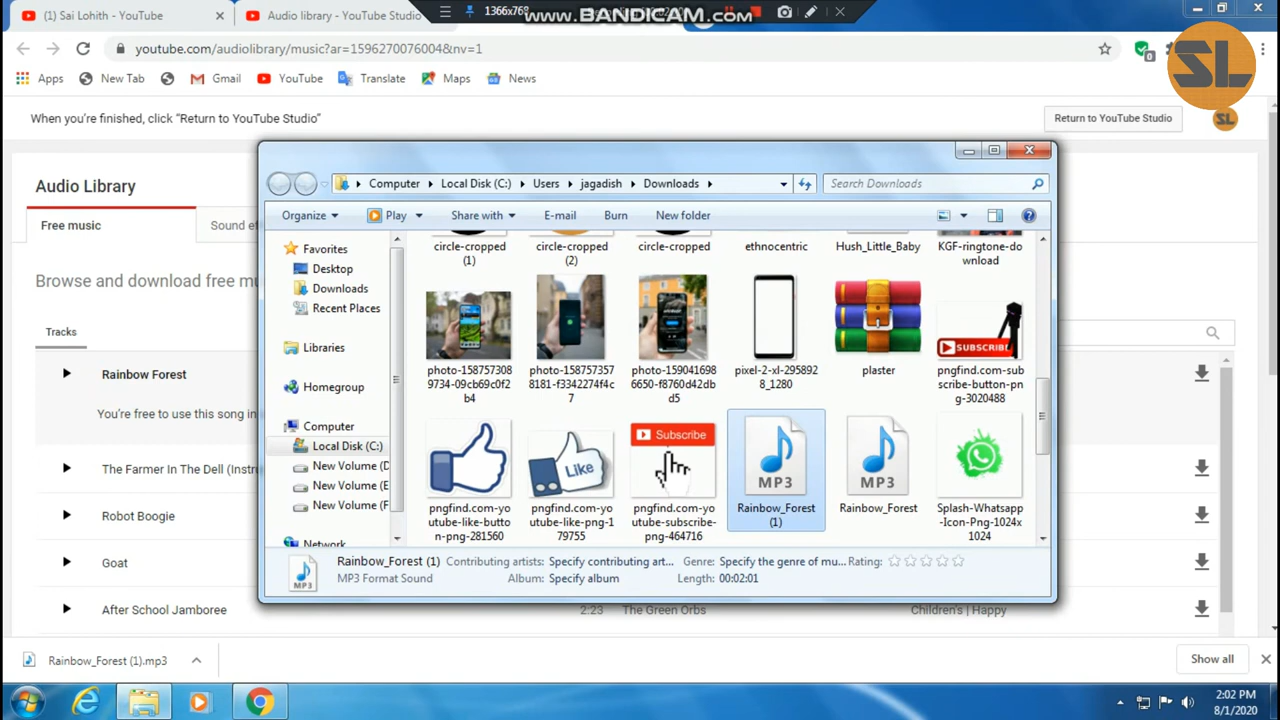 (1) Sai Lohith - YouTube
Audio library - YouTube Studio
1366x768
www.BANDICAM.com
youtube.com/audiolibrary/music?ar=1596270076004&nv=1
0
SL
Apps
New Tab
Gmail
YouTube
Translate
Maps
News
When you're finished, click "Return to YouTube Studio"
Return to YouTube Studio
SL
Computer
Local Disk (C:)
Users
jagadish
Downloads
Search Downloads
Audio Library
Free music
Sound ef
Organize
Play
Share with
E-mail
Burn
New folder
Favorites
Desktop
Downloads
Recent Places
Libraries
Homegroup
Computer
Local Disk (C:)
New Volume (D
New Volume (E
New Volume (F
Network
circle-cropped
(1)
circle-cropped
(2)
circle-cropped
ethnocentric
Hush_Little_Baby
KGF-ringtone-do
wnload
Browse and download free mu
Tracks
SUBSCRIBE
photo-158757308
9734-09cb69c0f2
b4
photo-158757357
8181-f3342274f4c
7
photo-159041698
6650-f8760d42db
d5
pixel-2-xl-295892
8_1280
plaster
pngfind.com-sub
scribe-button-pn
g-3020488
Rainbow Forest
You're free to use this song in
Like
Subscribe
MP3
MP3
pngfind.com-yo
utube-like-butto
n-png-281560
pngfind.com-yo
utube-like-png-1
79755
pngfind.com-yo
utube-subscribe-
png-464716
Rainbow_Forest
(1)
Rainbow_Forest
Splash-Whatsapp
-Icon-Png-1024x
1024
The Farmer In The Dell (Instru
Robot Boogie
Goat
MP3
Rainbow_Forest (1)
Contributing artists: Specify contributing art...
Genre: Specify the genre of mu...
Rating:
MP3 Format Sound
Album: Specify album
Length: 00:02:01
After School Jamboree
2:23
The Green Orbs
Children's | Happy
Rainbow_Forest (1).mp3
Show all
2:02 PM
8/1/2020